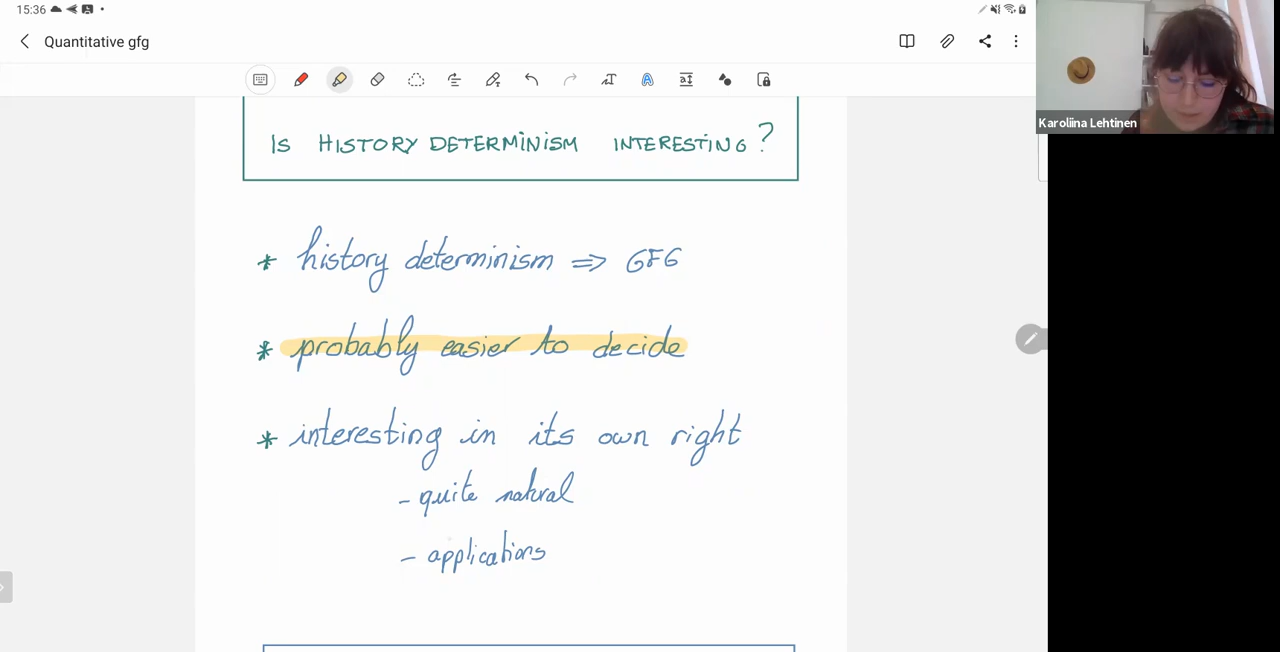 15:36
Quantitative gfg
Karoliina Lehtinen
IS HISTORY DETERMINISM INTERESTING?
* history determinism ⇒ GFG
* probably easier to decide
* interesting in its own right
- quite natural
- applications